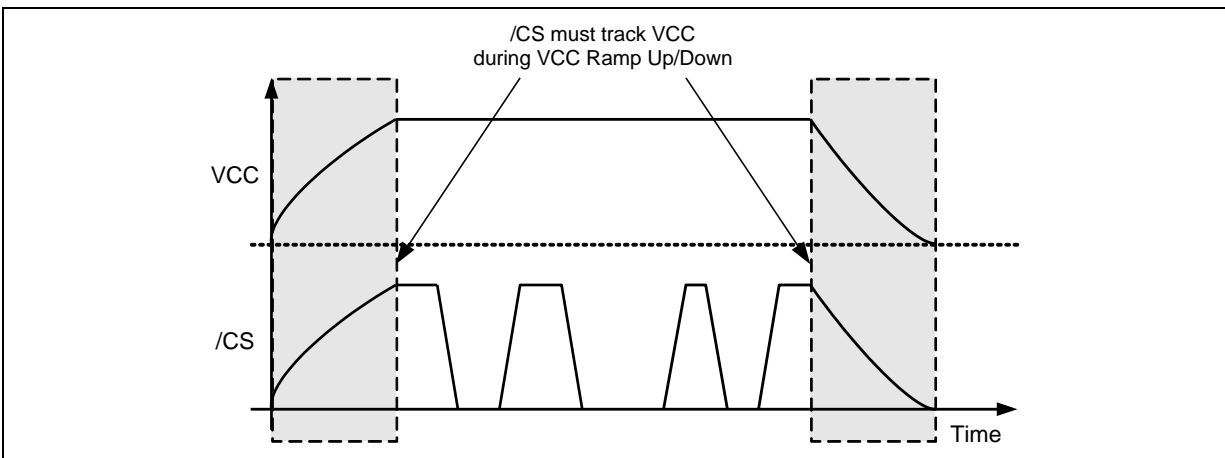 /CS must track VCC
during VCC Ramp Up/Down
VCC
/CS
Time